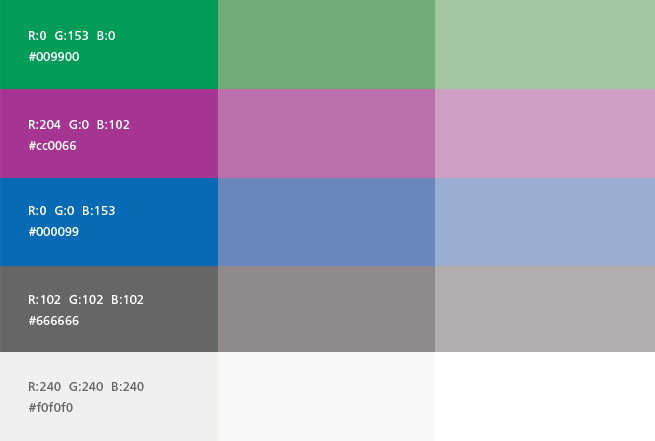 R:0 G:153 B:0
#009900
R:204 G:0 B:102
#cc0066
R:0 G:0 B:153
#000099
R:102 G:102 B:102
#666666
R:240 G:240 B:240
#f0f0f0